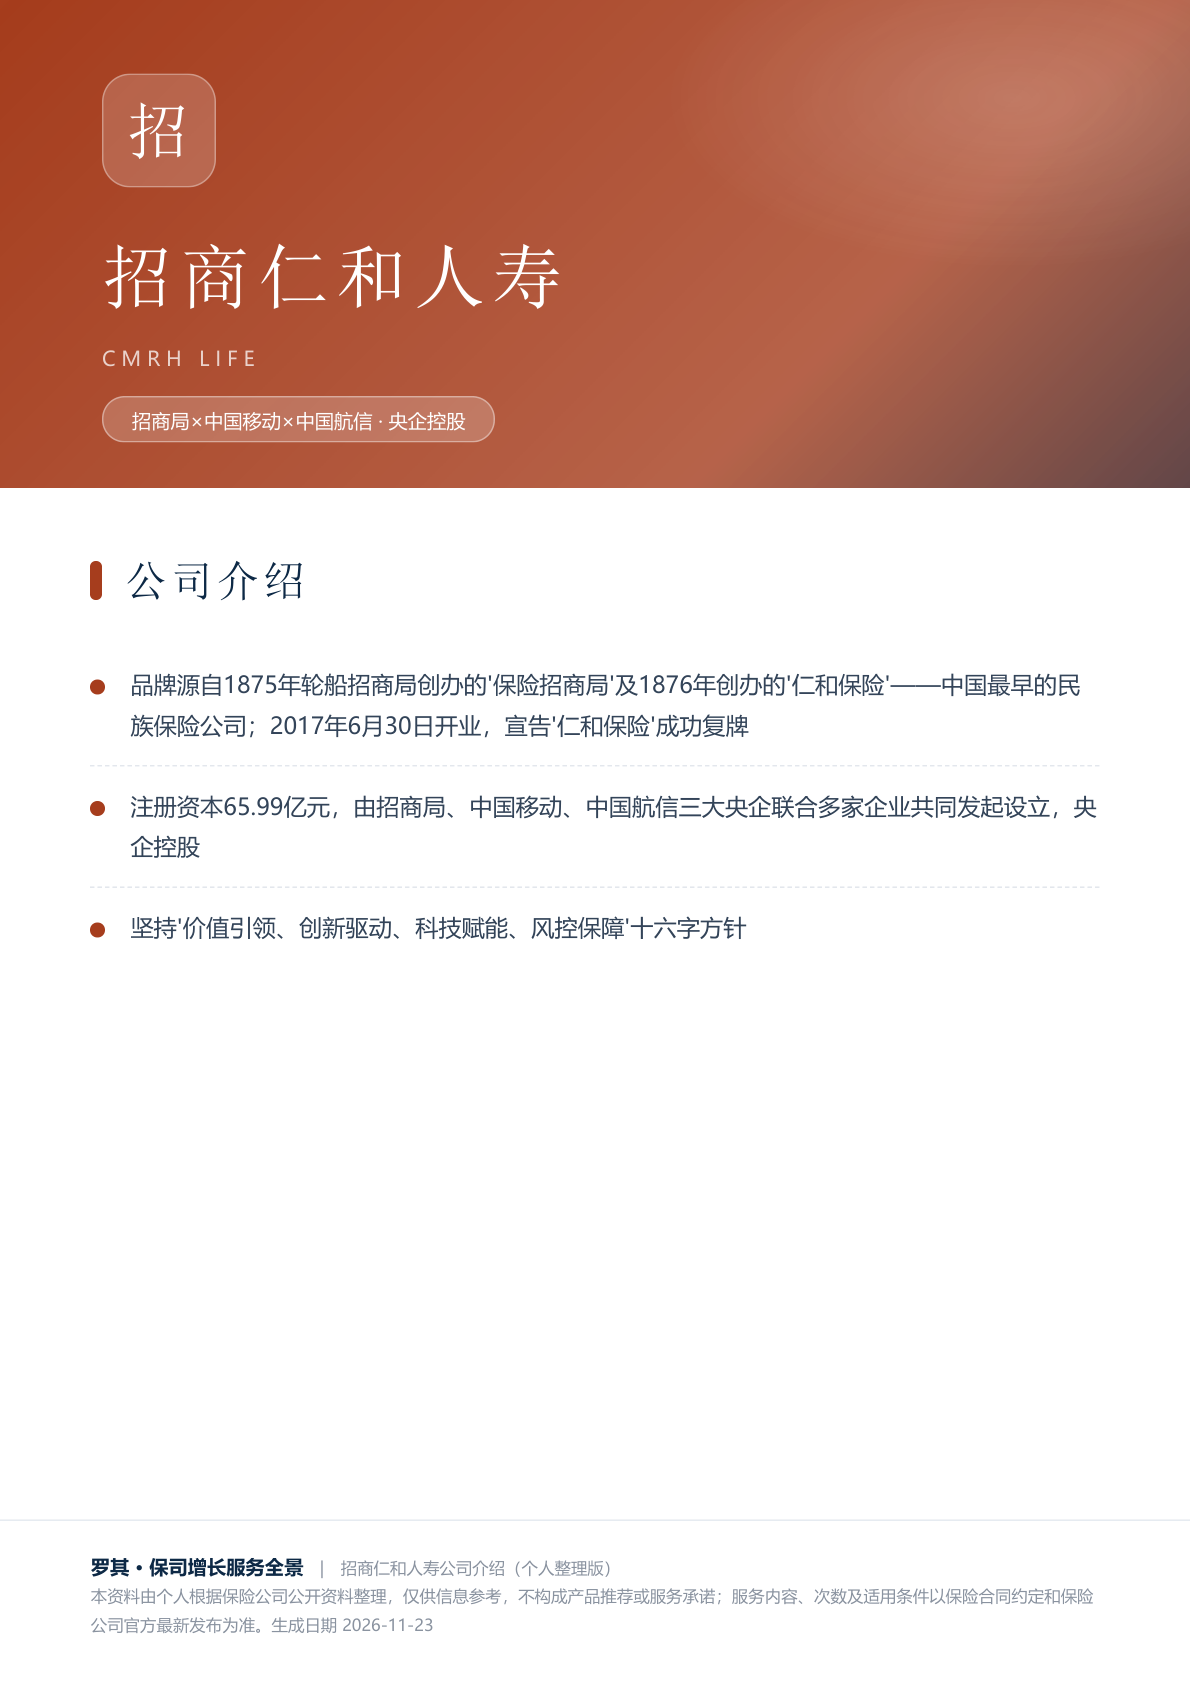 招
招商仁和人寿
CMRH LIFE
招商局×中国移动×中国航信 · 央企控股
公司介绍
品牌源自1875年轮船招商局创办的'保险招商局'及1876年创办的'仁和保险'——中国最早的民
族保险公司；2017年6月30日开业，宣告'仁和保险'成功复牌
注册资本65.99亿元，由招商局、中国移动、中国航信三大央企联合多家企业共同发起设立，央
企控股
坚持'价值引领、创新驱动、科技赋能、风控保障'十六字方针
罗其·保司增长服务全景 | 招商仁和人寿公司介绍（个人整理版）
本资料由个人根据保险公司公开资料整理，仅供信息参考，不构成产品推荐或服务承诺；服务内容、次数及适用条件以保险合同约定和保险
公司官方最新发布为准。生成日期 2026-11-23